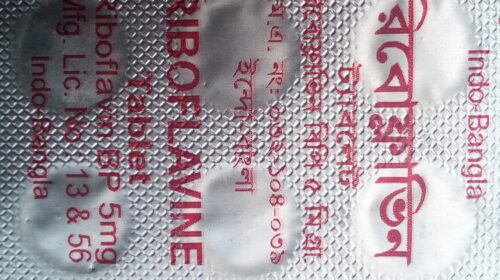 Indo-Bangla
রিবোফ্লাভিন
ট্যাবলেট
রিবোফ্লাভিন বিপি ৫ মি.গ্রা.
এ. নং:
ইন্দো-বাংলা
RIBOFLAVINE
Tablet
Riboflavin BP 5mg
Mfg. Lic. No 13 & 56
Indo-Bangla